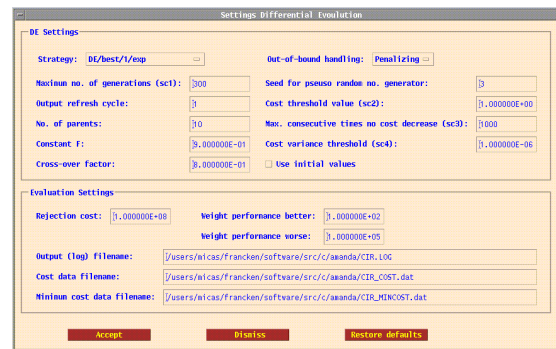 Settings Differential Evoulution
DE Settings
Strategy: DE/best/1/exp Out-of-bound handling: Penalizing
Maximun no. of generations (sc1): 300 Seed for pseuso random no. generator: 3
Output refresh cycle: 1 Cost threshold value (sc2): 1.000000E+00
No. of parents: 10 Max. consecutive times no cost decrease (sc3): 1000
Constant F: 9.000000E-01 Cost variance threshold (sc4): 1.000000E-06
Cross-over factor: 8.000000E-01 Use initial values
Evaluation Settings
Rejection cost: 1.000000E+08 Weight perfornance better: 1.000000E+02
Weight perfornance worse: 1.000000E+05
Output (log) filename: /users/micas/francken/software/src/c/amanda/CIR.LOG
Cost data filename: /users/micas/francken/software/src/c/amanda/CIR_COST.dat
Minimun cost data filename: /users/micas/francken/software/src/c/amanda/CIR_MINCOST.dat
Accept Dismiss Restore defaults